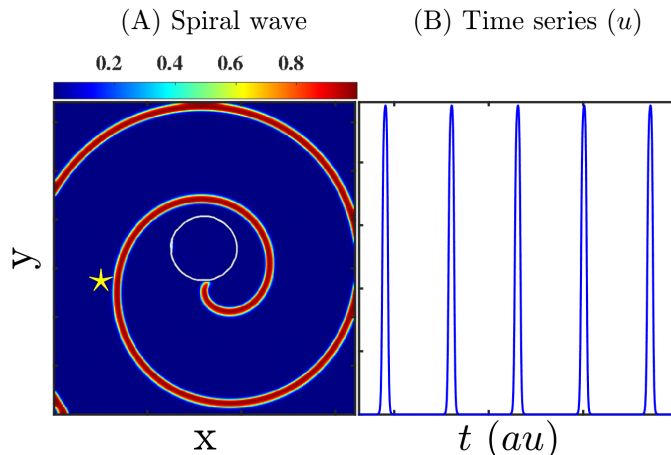 (A) Spiral wave
(B) Time series (u)
0.2 0.4 0.6 0.8
y
x
t (au)